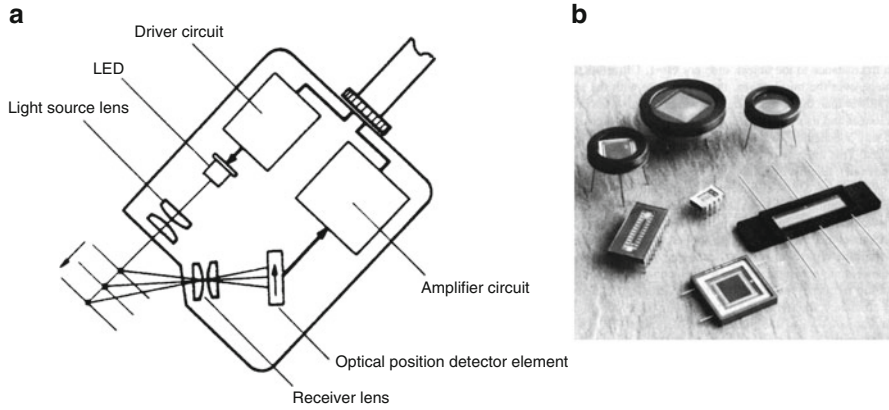 a
b
Driver circuit
LED
Light source lens
Amplifier circuit
Optical position detector element
Receiver lens